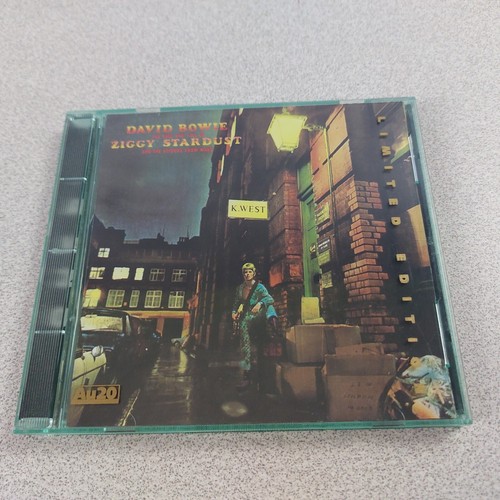 DAVID BOWIE
ZIGGY STARDUST
K.WEST
LIMITED EDITI
Au20